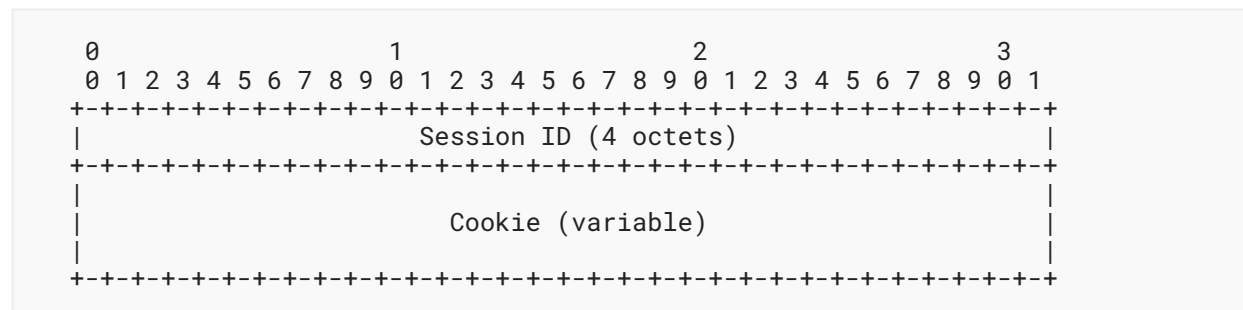 0                   1                   2                   3
 0 1 2 3 4 5 6 7 8 9 0 1 2 3 4 5 6 7 8 9 0 1 2 3 4 5 6 7 8 9 0 1
+-+-+-+-+-+-+-+-+-+-+-+-+-+-+-+-+-+-+-+-+-+-+-+-+-+-+-+-+-+-+-+-+
|                      Session ID (4 octets)                    |
+-+-+-+-+-+-+-+-+-+-+-+-+-+-+-+-+-+-+-+-+-+-+-+-+-+-+-+-+-+-+-+-+
|                                                               |
|                        Cookie (variable)                      |
|                                                               |
+-+-+-+-+-+-+-+-+-+-+-+-+-+-+-+-+-+-+-+-+-+-+-+-+-+-+-+-+-+-+-+-+